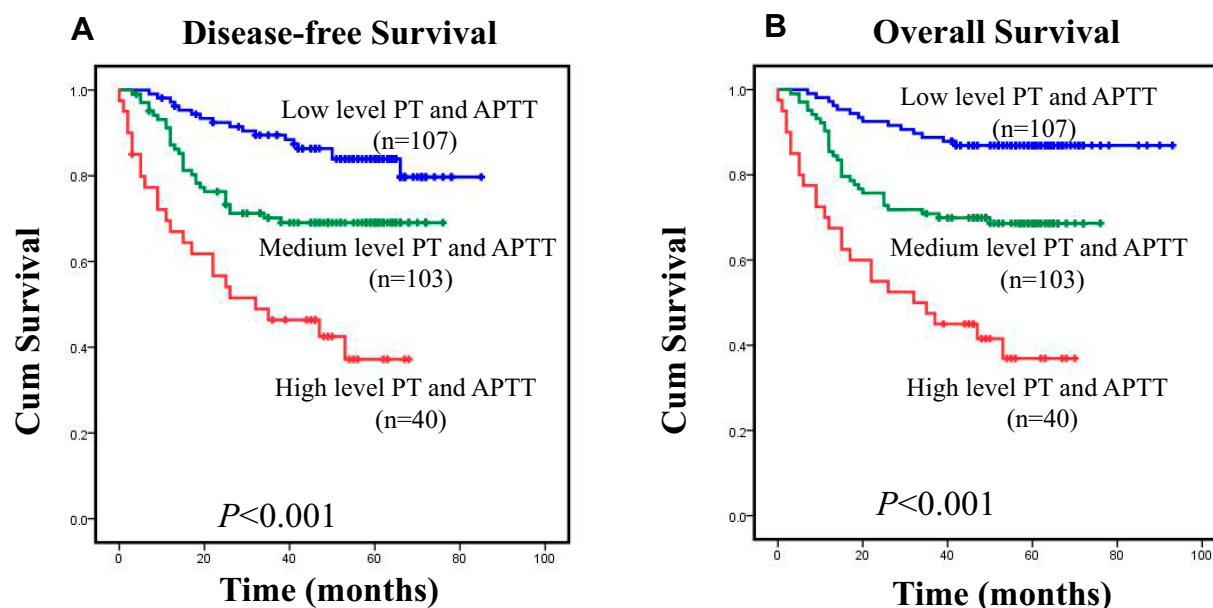 A
Disease-free Survival
Cum Survival
1.0
0.8
0.6
0.4
0.2
0.0
Low level PT and APTT
(n=107)
Medium level PT and APTT
(n=103)
High level PT and APTT
(n=40)
P<0.001
0 20 40 60 80 100
Time (months)
B
Overall Survival
Cum Survival
1.0
0.8
0.6
0.4
0.2
0.0
Low level PT and APTT
(n=107)
Medium level PT and APTT
(n=103)
High level PT and APTT
(n=40)
P<0.001
0 20 40 60 80 100
Time (months)